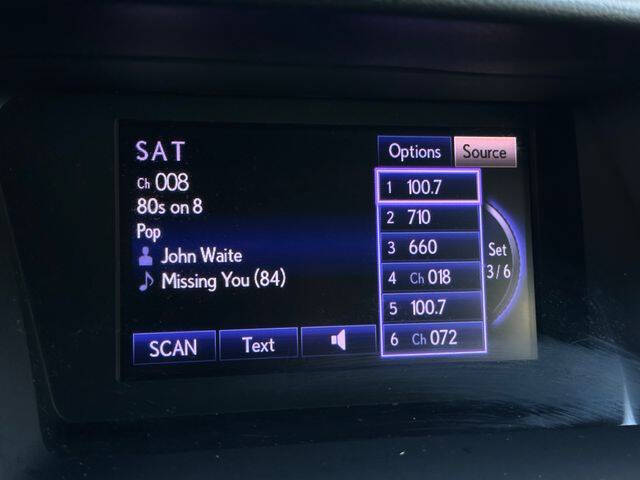 SAT
Ch 008
80s on 8
Pop
John Waite
Missing You (84)
SCAN
Text
Options
Source
1 100.7
2 710
3 660
4 Ch 018
5 100.7
6 Ch 072
Set
3/6